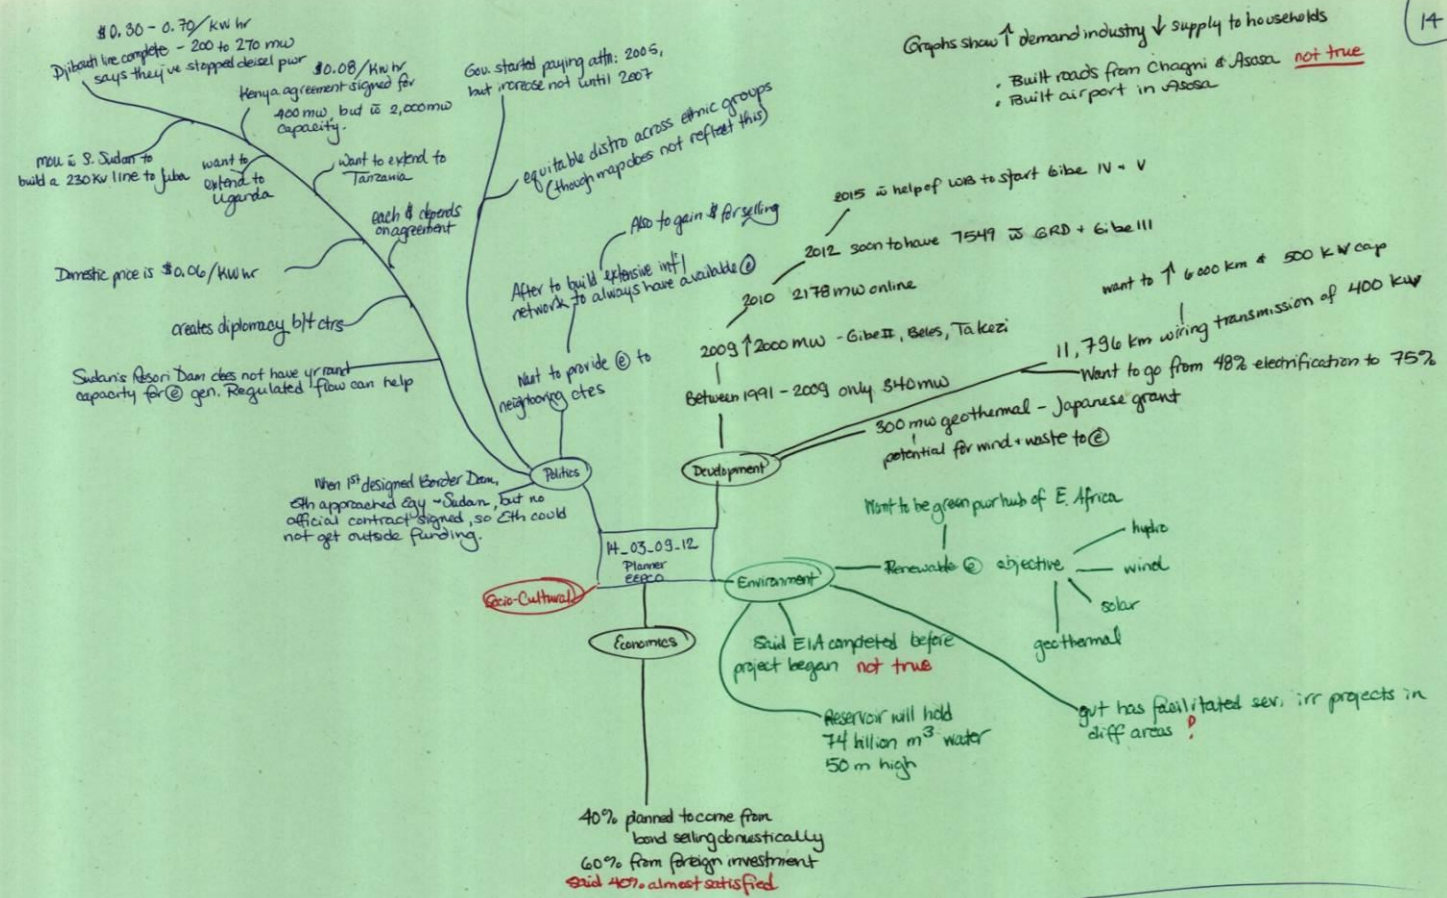 14
Graphs show ↑ demand industry ↓ supply to households
· Built roads from Chagni & Asosa not true
· Built airport in Asosa
$0.30 - 0.70/kwhr
Djibouti line complete - 200 to 270 mw
says they've stopped deisel pwr
$0.08/kwhr
Kenya agreement signed for
400 mw, but w̄ 2,000mw
capacity.
mou w̄ S. Sudan to
build a 230 kv line to Juba
want to
extend to
Uganda
want to extend to
Tanzania
each $ depends
on agreement
Domestic price is $0.06/kwhr
creates diplomacy b/t ctrs
Sudan's Rosori Dam does not have yr round
capacity for ⓔ gen. Regulated flow can help
Gov. started paying attn: 2005,
but increase not until 2007
equitable distro across ethnic groups
(though map does not reflect this)
Also to gain $ for selling
After to build extensive int'l
network to always have available ⓔ
Want to provide ⓔ to
neighboring ctes
Politics
When 1st designed Border Dam,
Eth approached Egy + Sudan, but no
official contract signed, so Eth could
not get outside funding.
2015 w̄ help of WB to start Gibe IV + V
2012 soon to have 7549 w̄ GRD + Gibe III
2010 2178 mw online
2009 ↑ 2000 mw - Gibe II, Beles, Takezi
Between 1991 - 2009 only 340 mw
Development
want to ↑ 6000 km & 500 kW cap
11,796 km wiring transmission of 400 kw
Want to go from 48% electrification to 75%
300 mw geothermal - Japanese grant
potential for wind + waste to ⓔ
14_03_09_12
Planner
EEPCO
Socio-Cultural
Economics
40% planned to come from
bond selling domestically
60% from foreign investment
Said 40% almost satisfied
Environment
Want to be green pwr hub of E. Africa
Renewable ⓔ objective
hydro
wind
solar
geothermal
Said EIA completed before
project began not true
Reservoir will hold
74 billion m³ water
50 m high
gvt has facilitated sev. irr projects in
diff areas ?